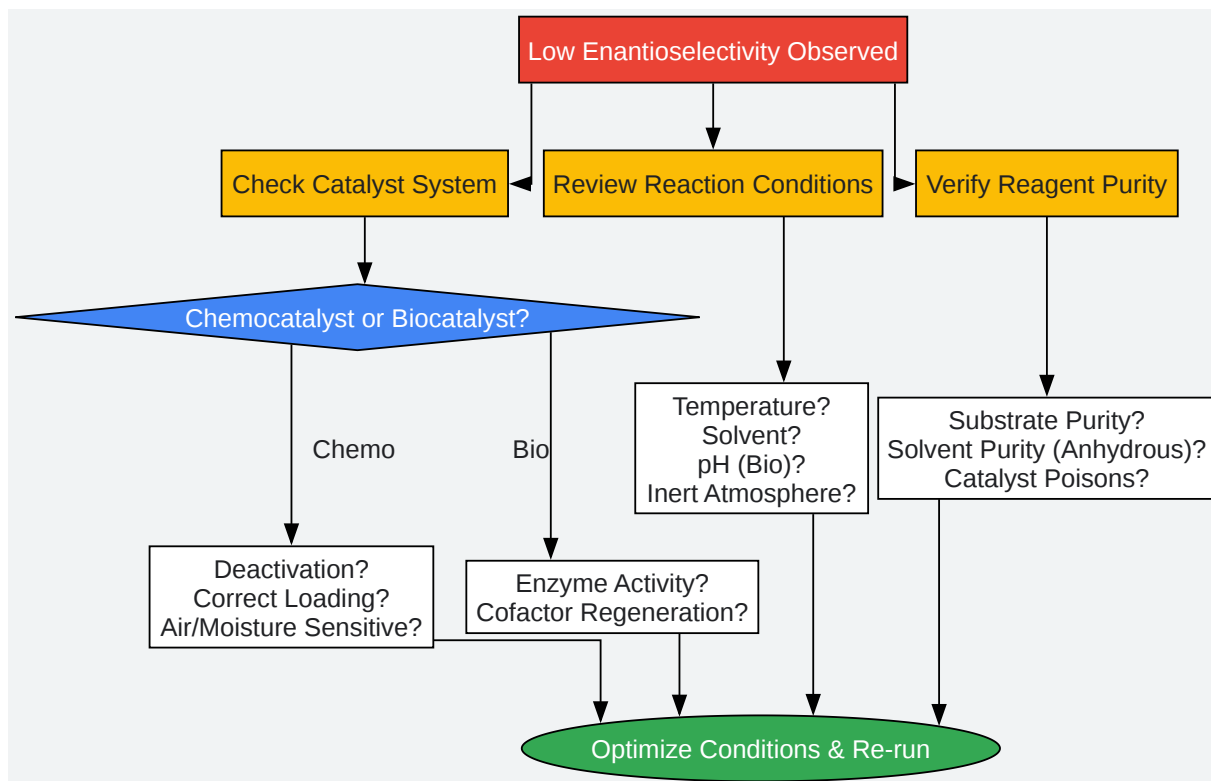 Low Enantioselectivity Observed
Check Catalyst System
Review Reaction Conditions
Verify Reagent Purity
Chemocatalyst or Biocatalyst?
Chemo
Bio
Temperature?
Solvent?
pH (Bio)?
Inert Atmosphere?
Substrate Purity?
Solvent Purity (Anhydrous)?
Catalyst Poisons?
Deactivation?
Correct Loading?
Air/Moisture Sensitive?
Enzyme Activity?
Cofactor Regeneration?
Optimize Conditions & Re-run